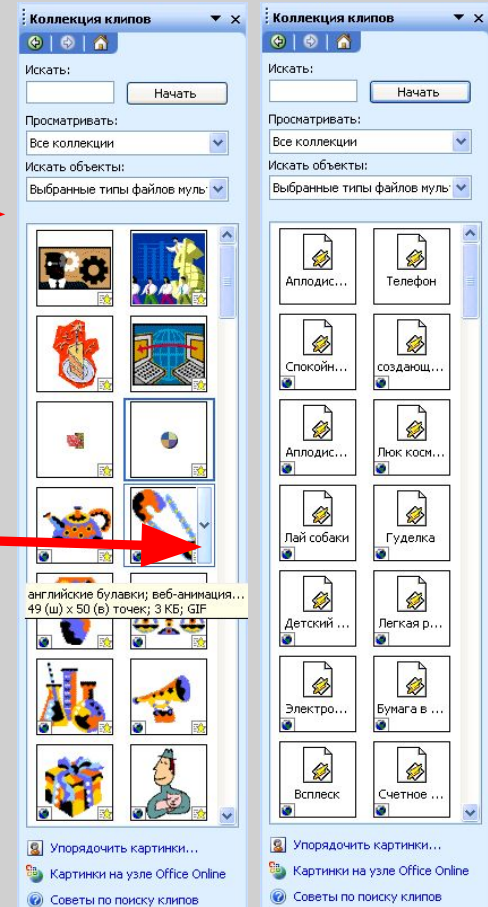 Коллекция клипов
Искать:
Начать
Просматривать:
Все коллекции
Искать объекты:
Выбранные типы файлов муль
английские булавки; веб-анимация...
49 (ш) x 50 (в) точек; 3 КБ; GIF
Упорядочить картинки...
Картинки на узле Office Online
Советы по поиску клипов
Коллекция клипов
Искать:
Начать
Просматривать:
Все коллекции
Искать объекты:
Выбранные типы файлов муль
Аплодис... Телефон
Спокойн... создающ...
Аплодис... Люк косм...
Лай собаки Гуделка
Детский ... Легкая р...
Электро... Бумага в ...
Всплеск Счетное ...
Упорядочить картинки...
Картинки на узле Office Online
Советы по поиску клипов